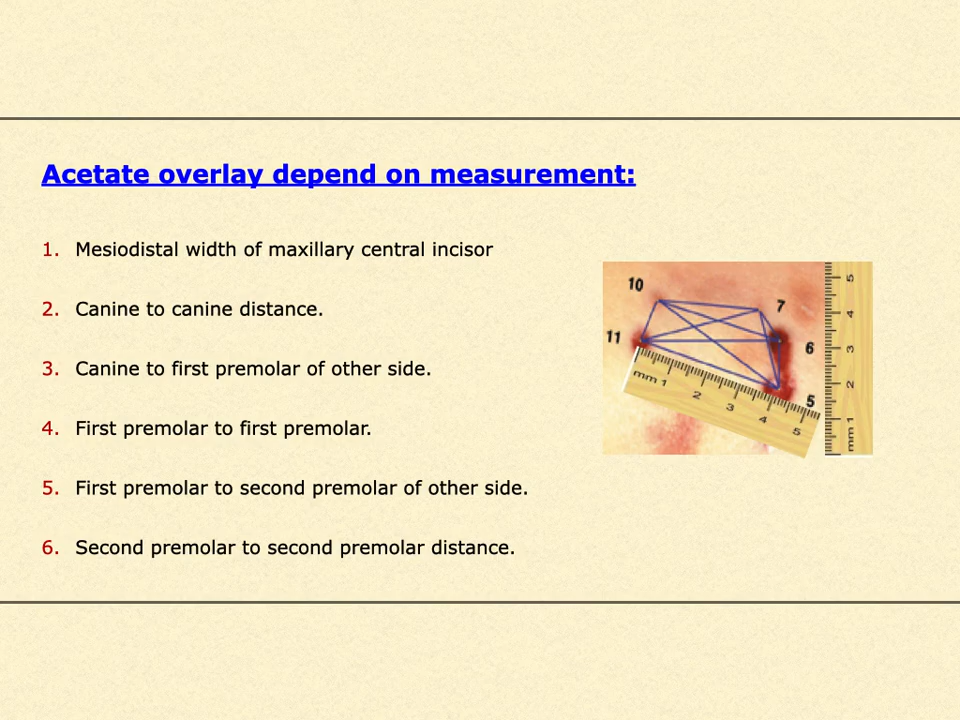 Acetate overlay depend on measurement:
1. Mesiodistal width of maxillary central incisor
2. Canine to canine distance.
3. Canine to first premolar of other side.
4. First premolar to first premolar.
5. First premolar to second premolar of other side.
6. Second premolar to second premolar distance.
10
7
11
6
5
mm 1 2 3 4 5
mm 1 2 3 4 5